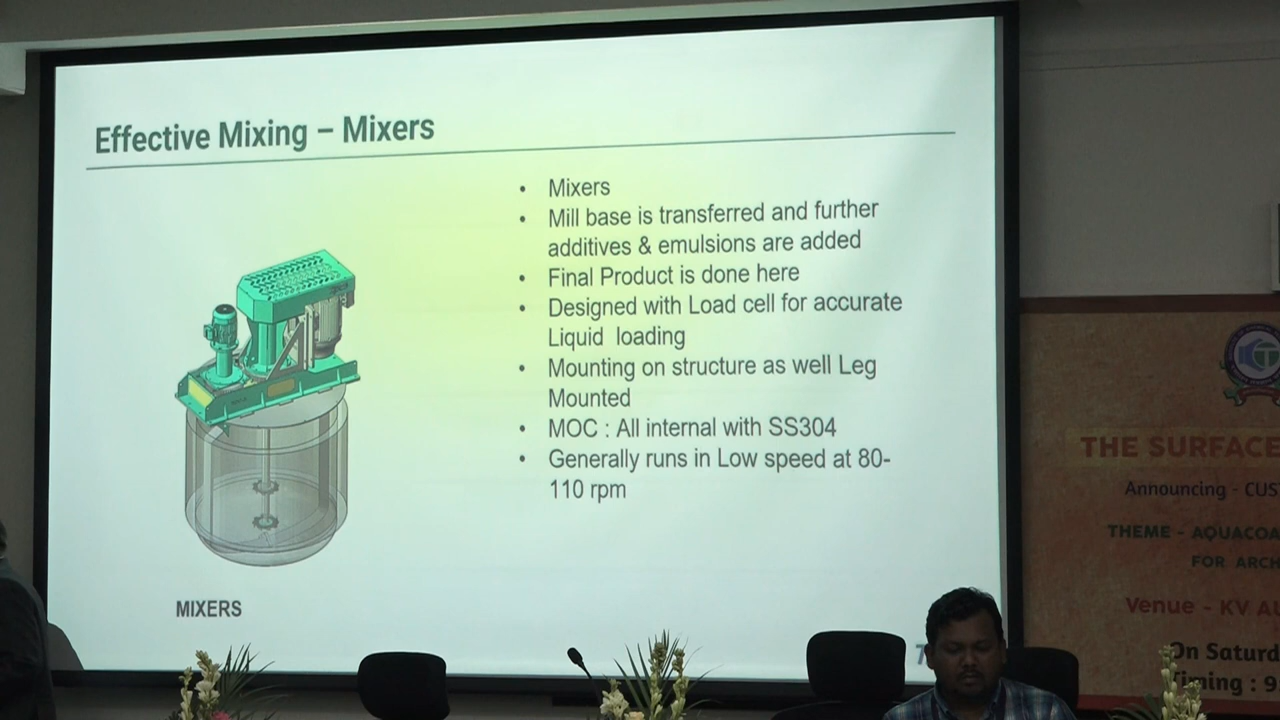 Effective Mixing – Mixers
• Mixers
• Mill base is transferred and further
additives & emulsions are added
• Final Product is done here
• Designed with Load cell for accurate
Liquid loading
• Mounting on structure as well Leg
Mounted
• MOC : All internal with SS304
• Generally runs in Low speed at 80-
110 rpm
MIXERS
THE SURFACE
Announcing - CUS
THEME - AQUACOA
FOR ARCH
Venue - KV AU
On Saturd
Timing : 9